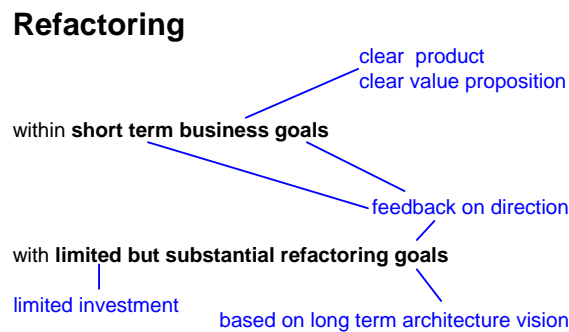 Refactoring
clear product
clear value proposition
within short term business goals
feedback on direction
with limited but substantial refactoring goals
limited investment
based on long term architecture vision